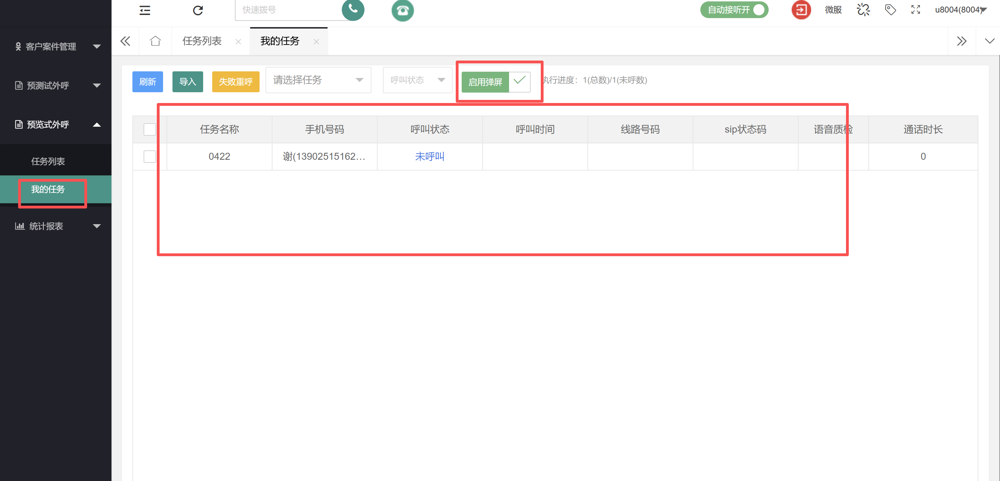 快速拨号
自动接听开
微服
u8004(8004)
客户案件管理
预测试外呼
预览式外呼
任务列表
我的任务
统计报表
任务列表
我的任务
刷新
导入
失败重呼
请选择任务
呼叫状态
启用弹屏
执行进度：1(总数)/1(未呼数)
任务名称 手机号码 呼叫状态 呼叫时间 线路号码 sip状态码 语音质检 通话时长
0422 谢(13902515162... 未呼叫 0